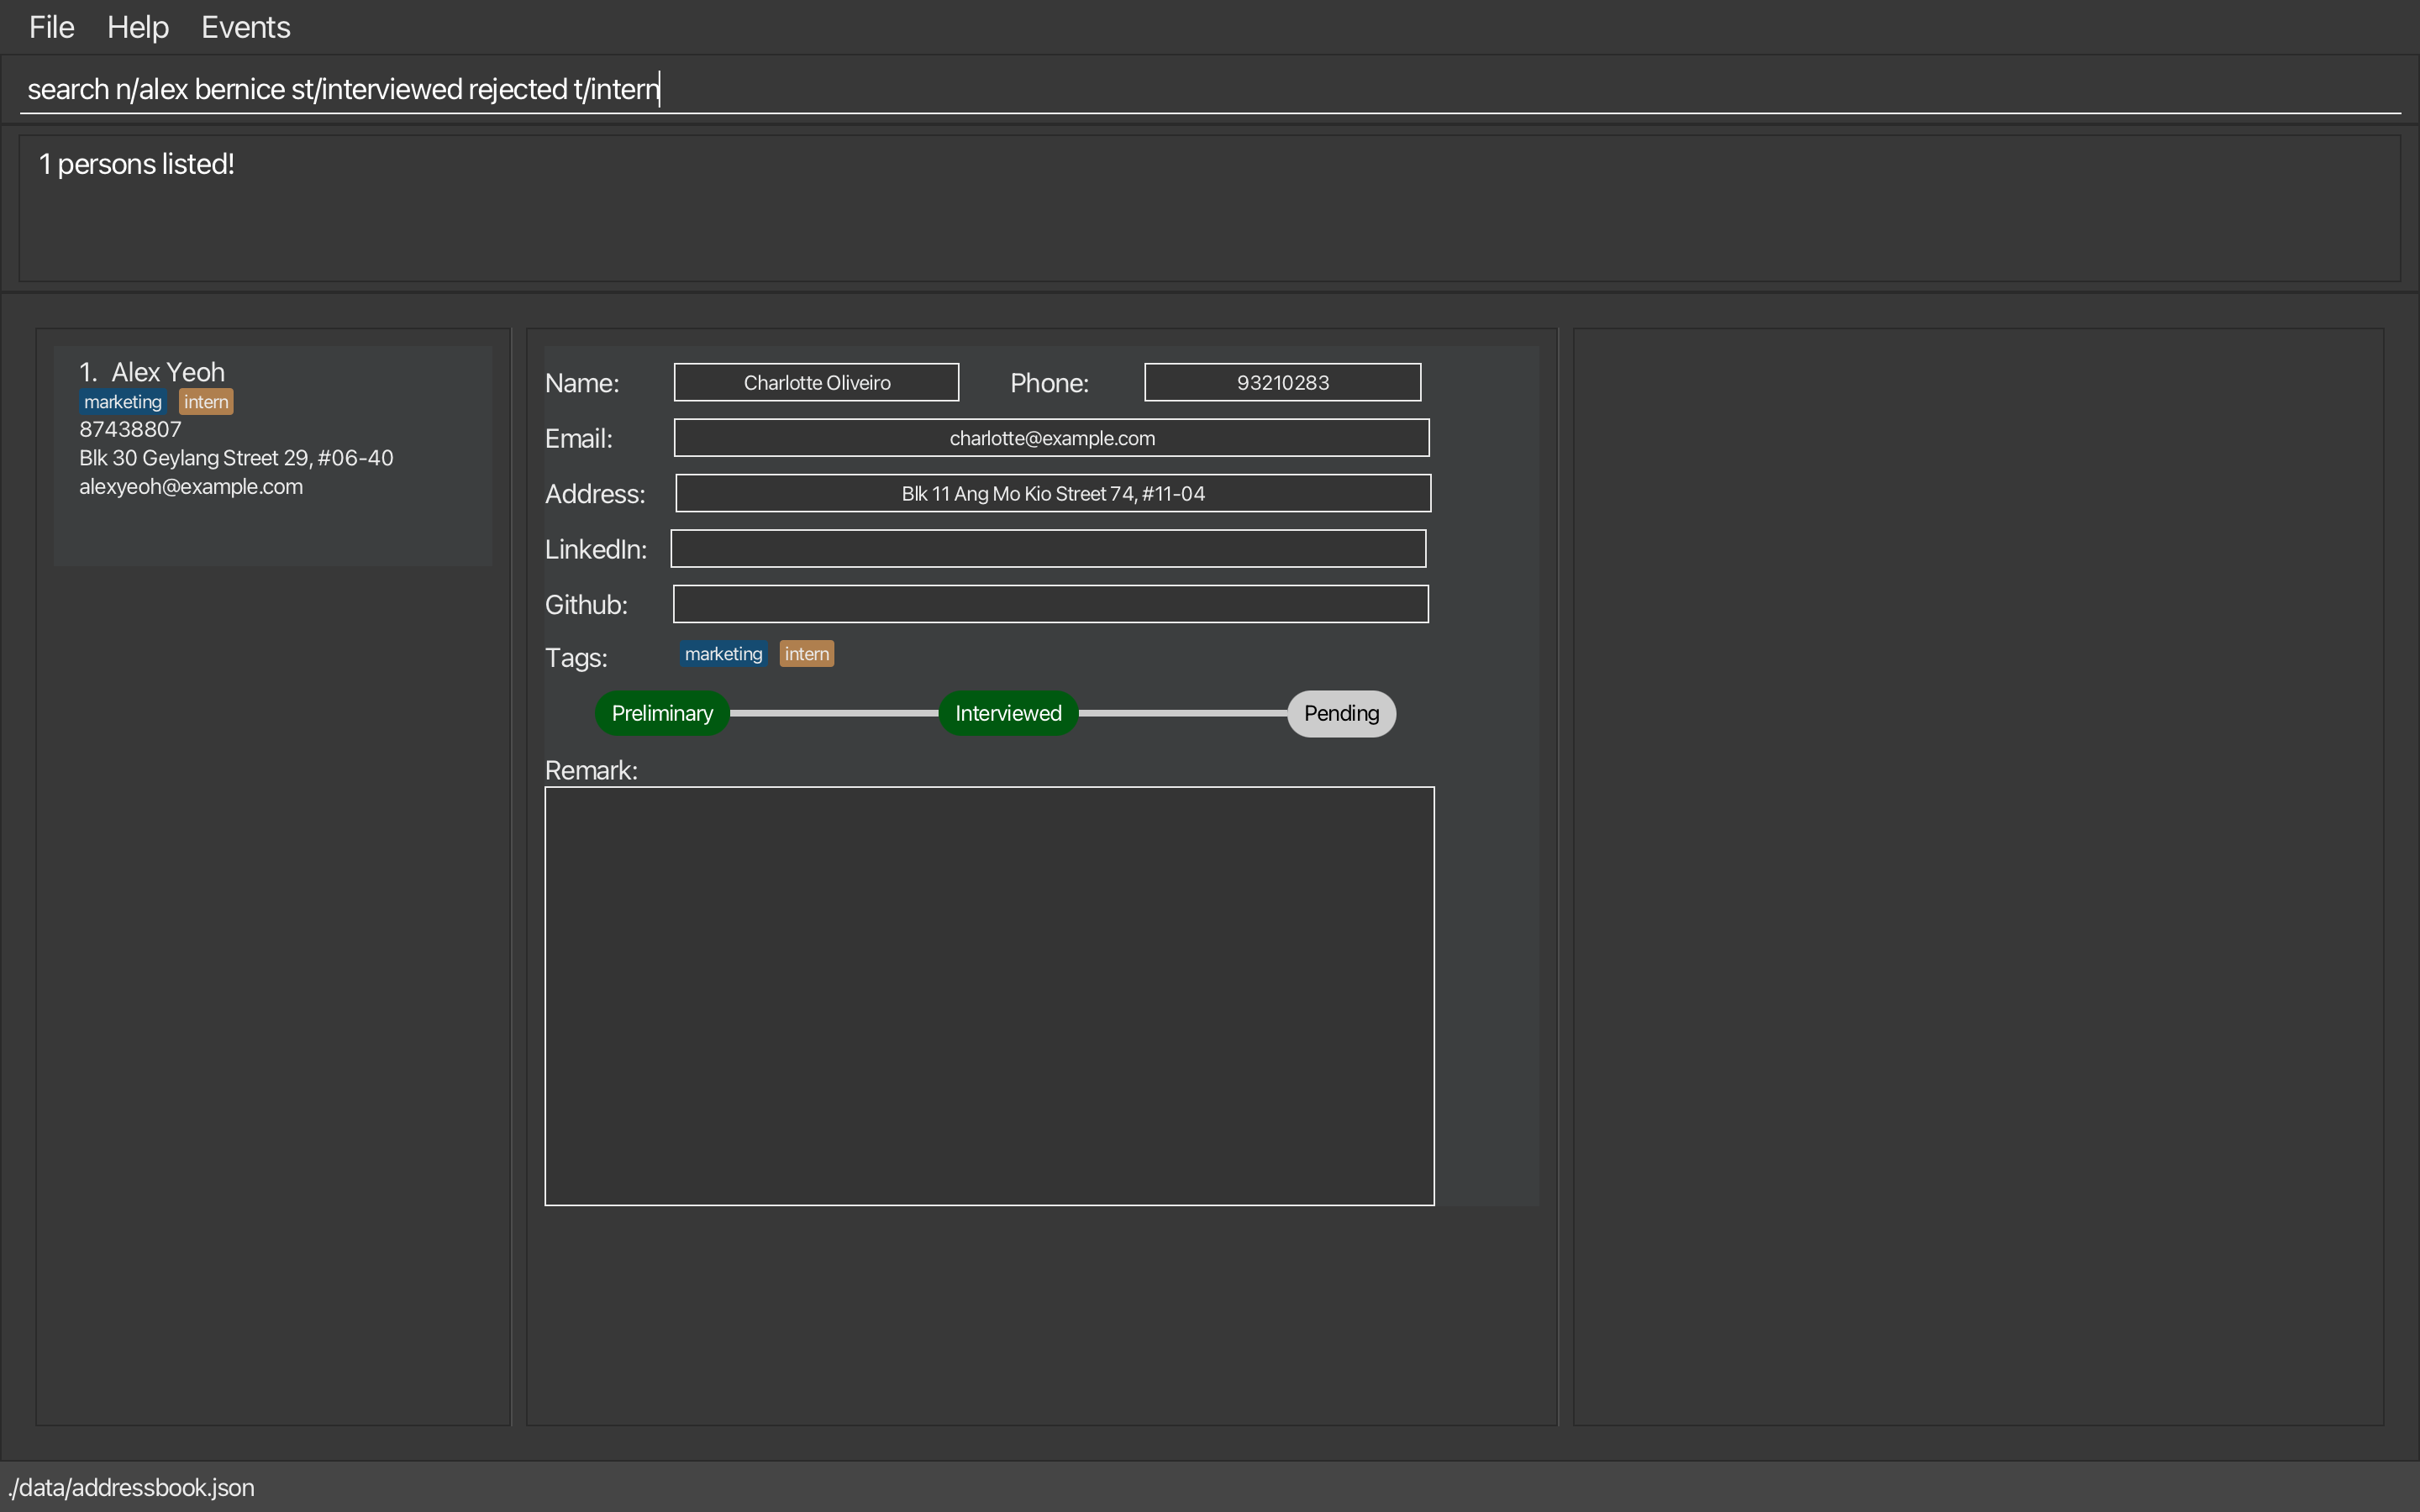 File Help Events
search n/alex bernice st/interviewed rejected t/intern
1 persons listed!
1. Alex Yeoh
marketing intern
87438807
Blk 30 Geylang Street 29, #06-40
alexyeoh@example.com
Name: Charlotte Oliveiro Phone: 93210283
Email: charlotte@example.com
Address: Blk 11 Ang Mo Kio Street 74, #11-04
LinkedIn:
Github:
Tags: marketing intern
Preliminary Interviewed Pending
Remark:
./data/addressbook.json